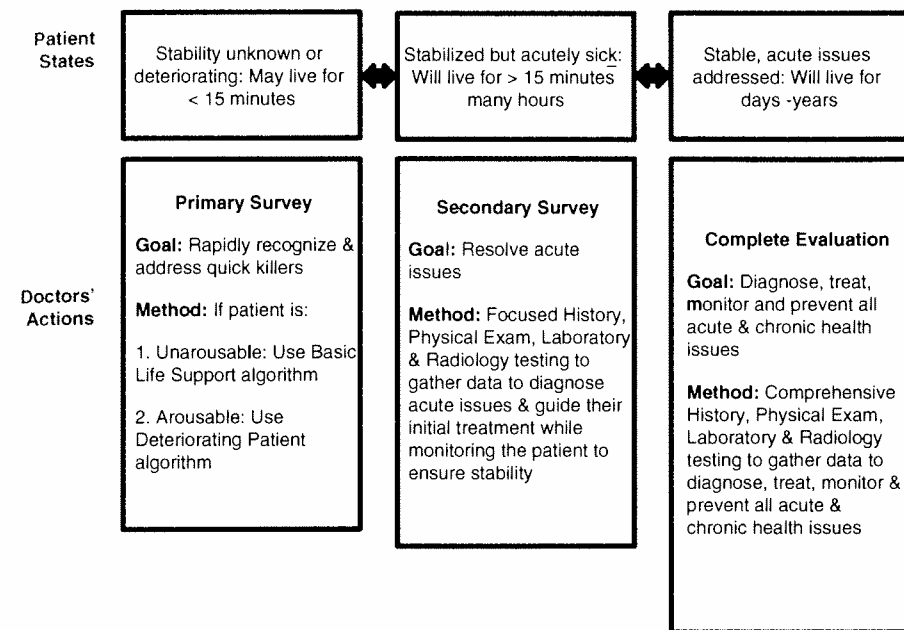 Patient
States
Stability unknown or
deteriorating: May live for
< 15 minutes
Stabilized but acutely sick:
Will live for > 15 minutes
many hours
Stable, acute issues
addressed: Will live for
days -years
Doctors'
Actions
Primary Survey
Goal: Rapidly recognize &
address quick killers
Method: If patient is:
1. Unarousable: Use Basic
Life Support algorithm
2. Arousable: Use
Deteriorating Patient
algorithm
Secondary Survey
Goal: Resolve acute
issues
Method: Focused History,
Physical Exam, Laboratory
& Radiology testing to
gather data to diagnose
acute issues & guide their
initial treatment while
monitoring the patient to
ensure stability
Complete Evaluation
Goal: Diagnose, treat,
monitor and prevent all
acute & chronic health
issues
Method: Comprehensive
History, Physical Exam,
Laboratory & Radiology
testing to gather data to
diagnose, treat, monitor &
prevent all acute &
chronic health issues